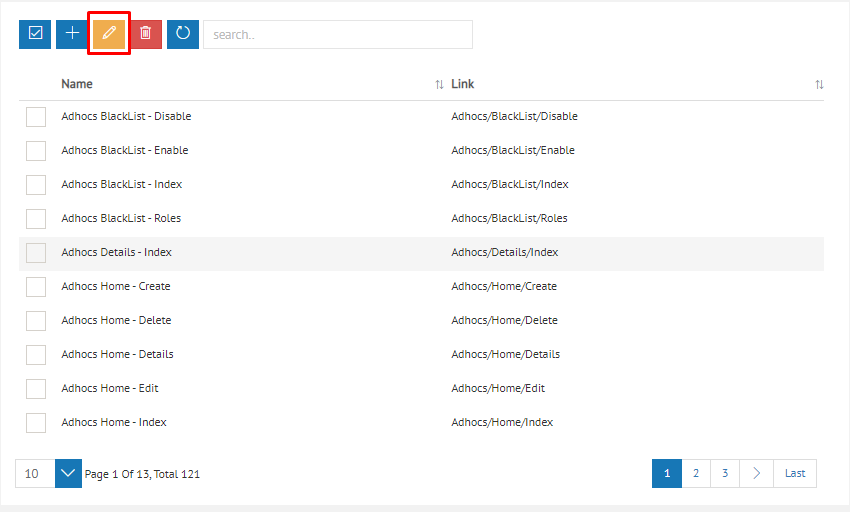 search..
Name Link
Adhocs BlackList - Disable Adhocs/BlackList/Disable
Adhocs BlackList - Enable Adhocs/BlackList/Enable
Adhocs BlackList - Index Adhocs/BlackList/Index
Adhocs BlackList - Roles Adhocs/BlackList/Roles
Adhocs Details - Index Adhocs/Details/Index
Adhocs Home - Create Adhocs/Home/Create
Adhocs Home - Delete Adhocs/Home/Delete
Adhocs Home - Details Adhocs/Home/Details
Adhocs Home - Edit Adhocs/Home/Edit
Adhocs Home - Index Adhocs/Home/Index
10 Page 1 Of 13, Total 121 1 2 3 Last